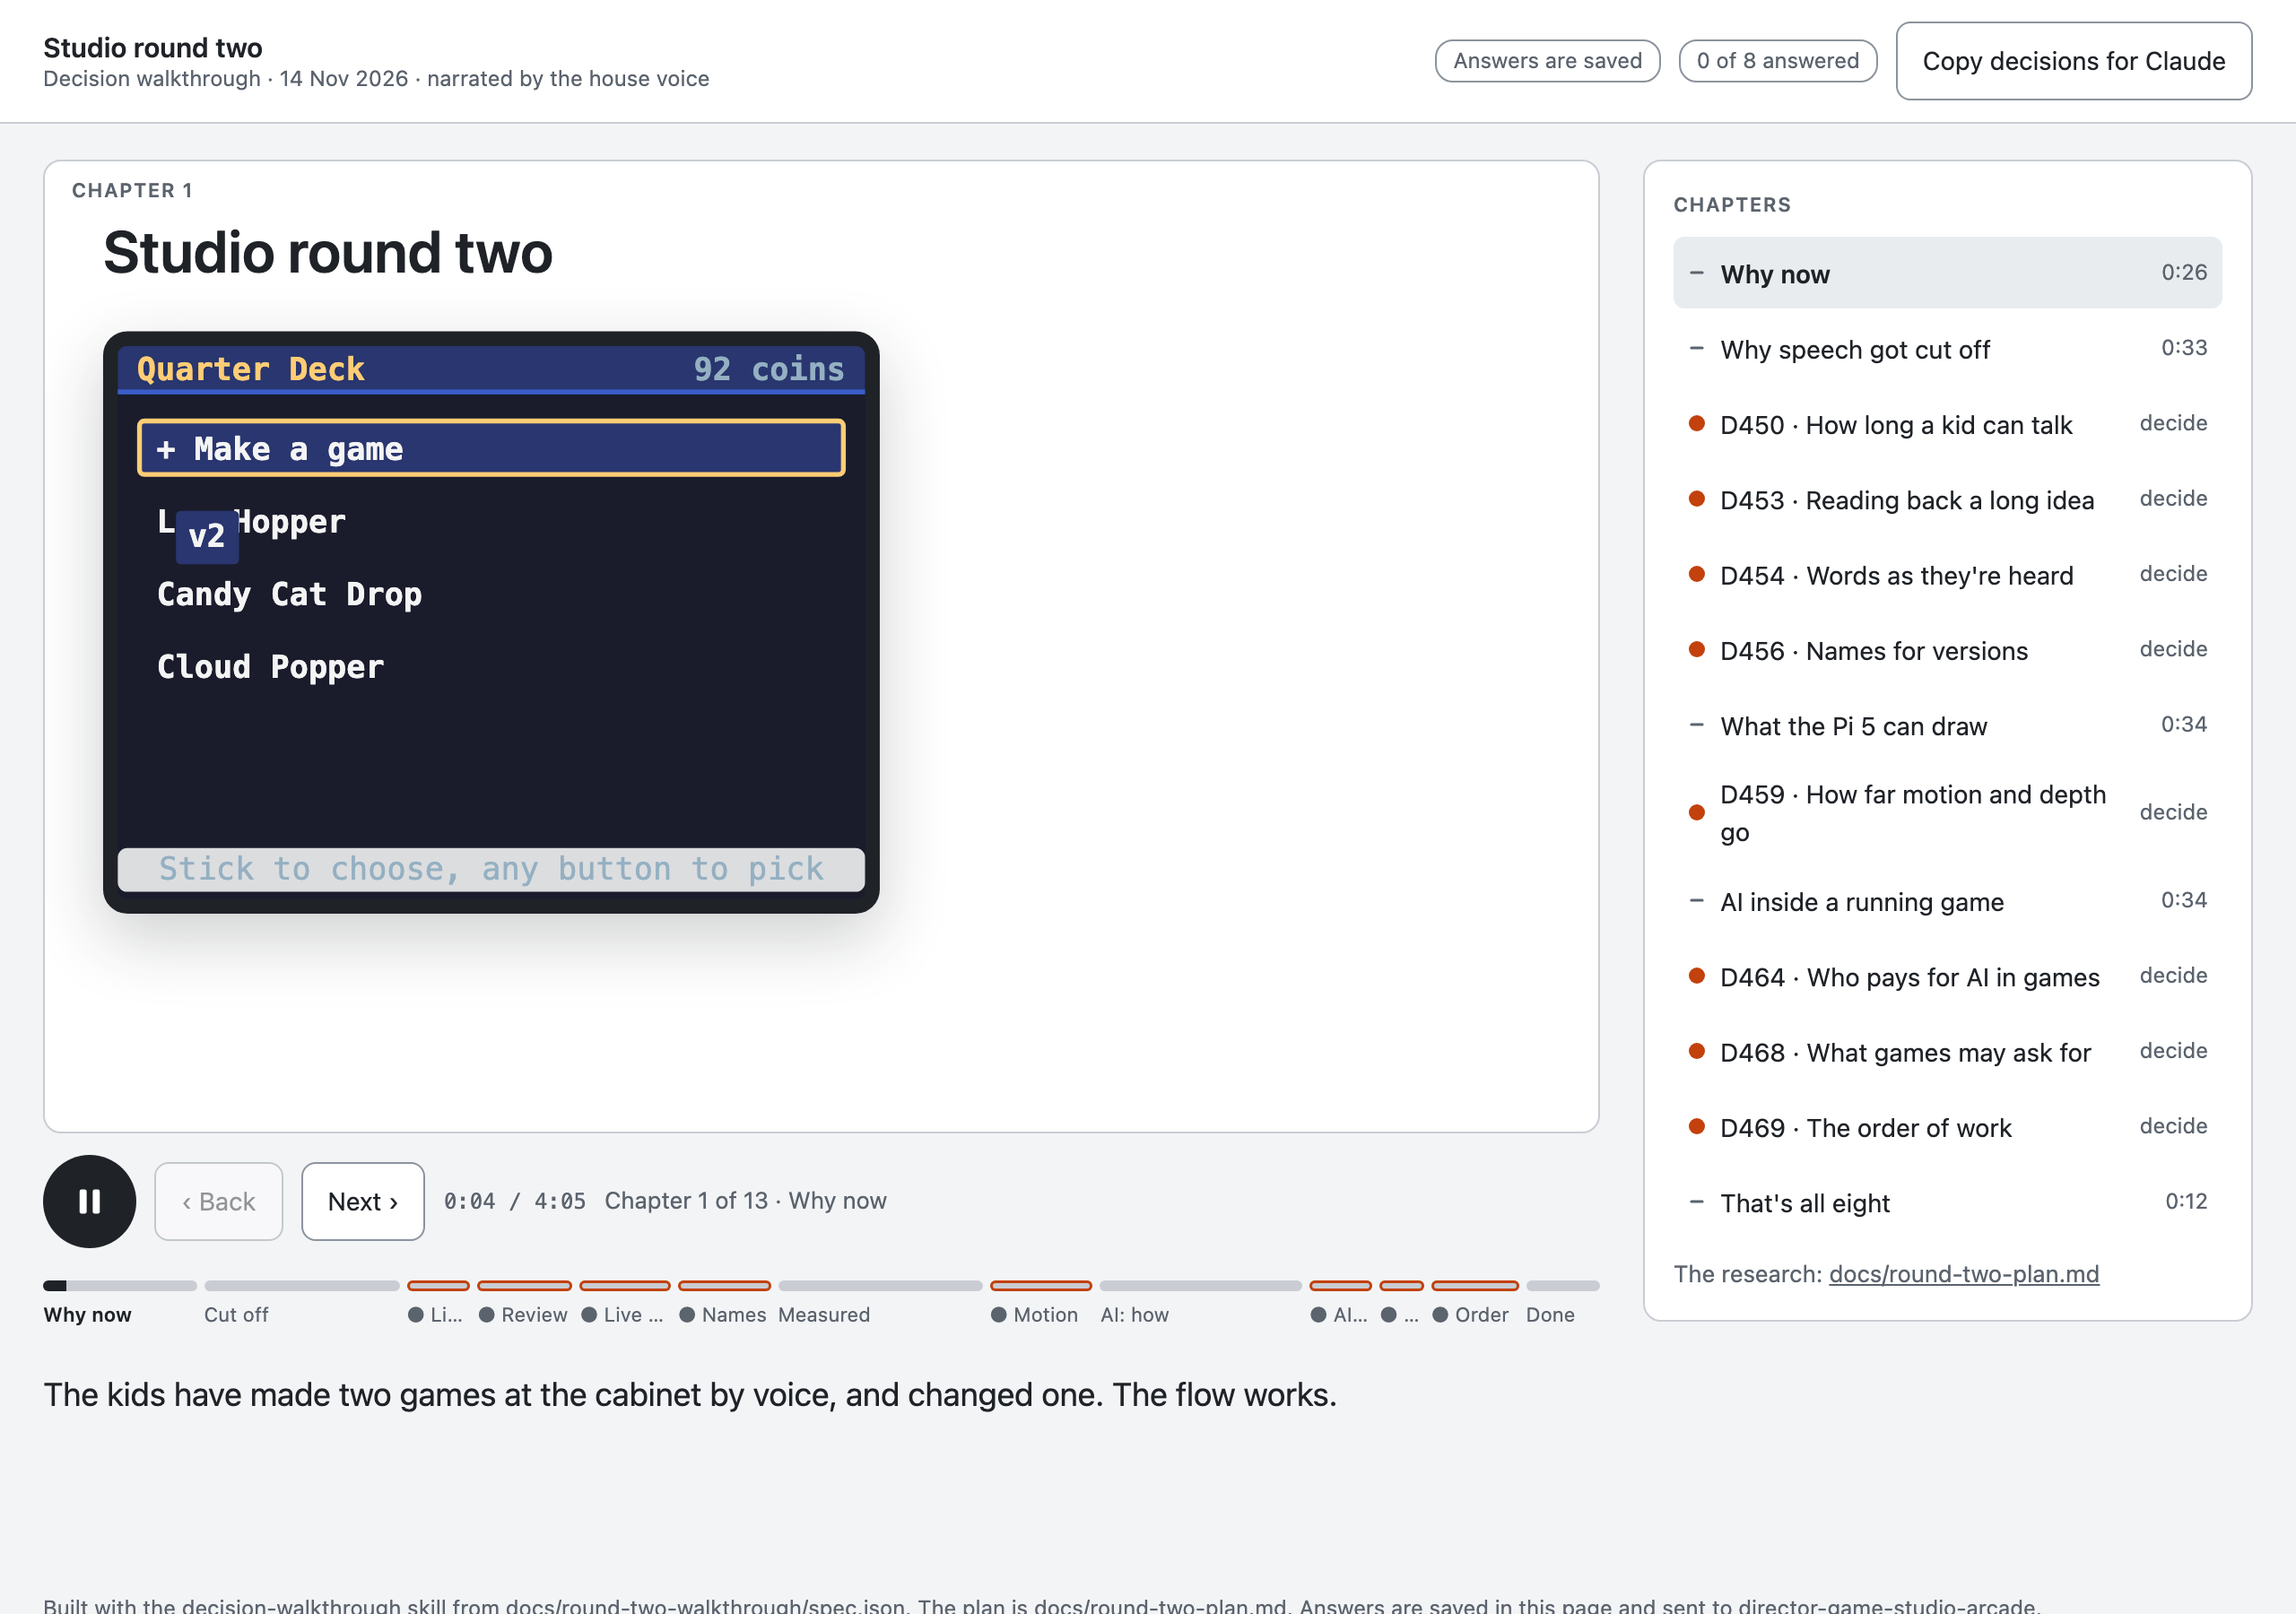 Studio round two
Decision walkthrough · 14 Nov 2026 · narrated by the house voice
Answers are saved
0 of 8 answered
Copy decisions for Claude
CHAPTER 1
Studio round two
Quarter Deck
92 coins
+ Make a game
L
Hopper
v2
Candy Cat Drop
Cloud Popper
Stick to choose, any button to pick
‹ Back
Next ›
0:04 / 4:05
Chapter 1 of 13 · Why now
Why now
Cut off
Li...
Review
Live ...
Names
Measured
Motion
AI: how
AI...
...
Order
Done
The kids have made two games at the cabinet by voice, and changed one. The flow works.
CHAPTERS
– Why now 0:26
– Why speech got cut off 0:33
D450 · How long a kid can talk decide
D453 · Reading back a long idea decide
D454 · Words as they're heard decide
D456 · Names for versions decide
– What the Pi 5 can draw 0:34
D459 · How far motion and depth
go
decide
– AI inside a running game 0:34
D464 · Who pays for AI in games decide
D468 · What games may ask for decide
D469 · The order of work decide
– That's all eight 0:12
The research: docs/round-two-plan.md
Built with the decision-walkthrough skill from docs/round-two-walkthrough/spec.json. The plan is docs/round-two-plan.md. Answers are saved in this page and sent to director-game-studio-arcade.